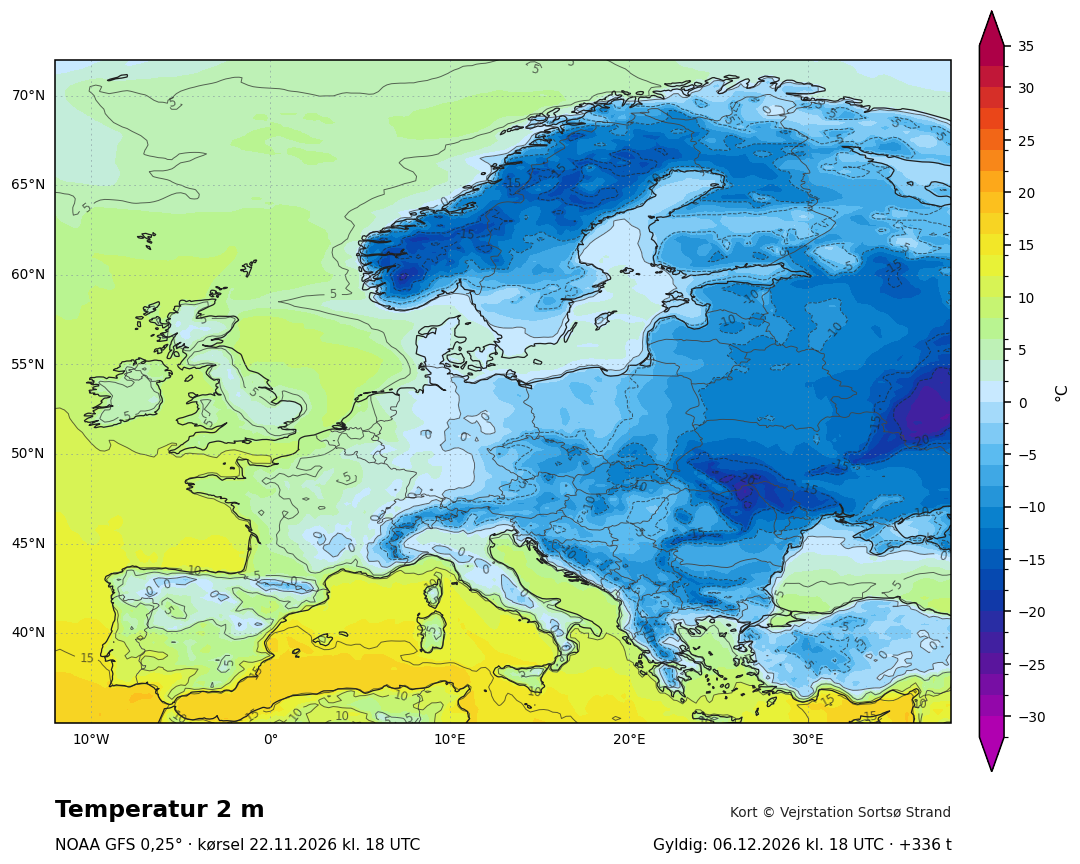 35
30
25
20
15
10
5
0
−5
−10
−15
−20
−25
−30
°C
70°N
65°N
60°N
55°N
50°N
45°N
40°N
10°W
0°
10°E
20°E
30°E
Temperatur 2 m
Kort © Vejrstation Sortsø Strand
NOAA GFS 0,25° · kørsel 22.11.2026 kl. 18 UTC
Gyldig: 06.12.2026 kl. 18 UTC · +336 t